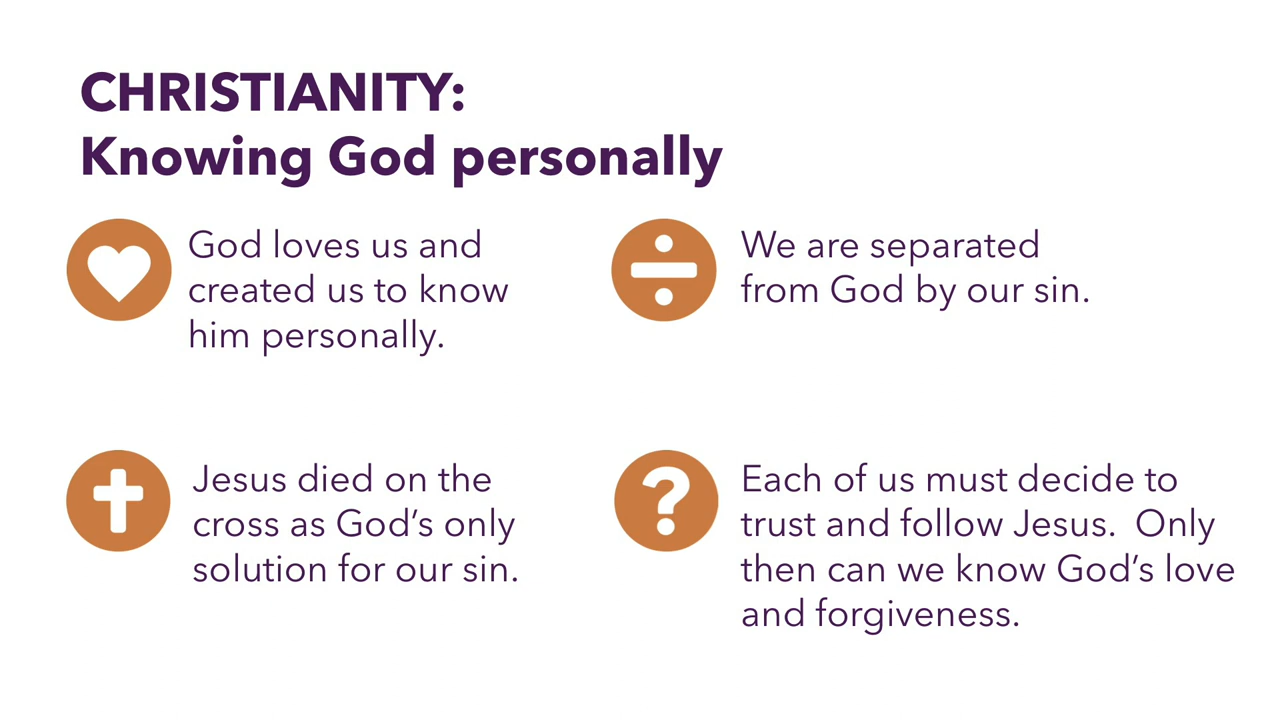 CHRISTIANITY:
Knowing God personally
God loves us and
created us to know
him personally.
We are separated
from God by our sin.
Jesus died on the
cross as God’s only
solution for our sin.
Each of us must decide to
trust and follow Jesus.  Only
then can we know God’s love
and forgiveness.